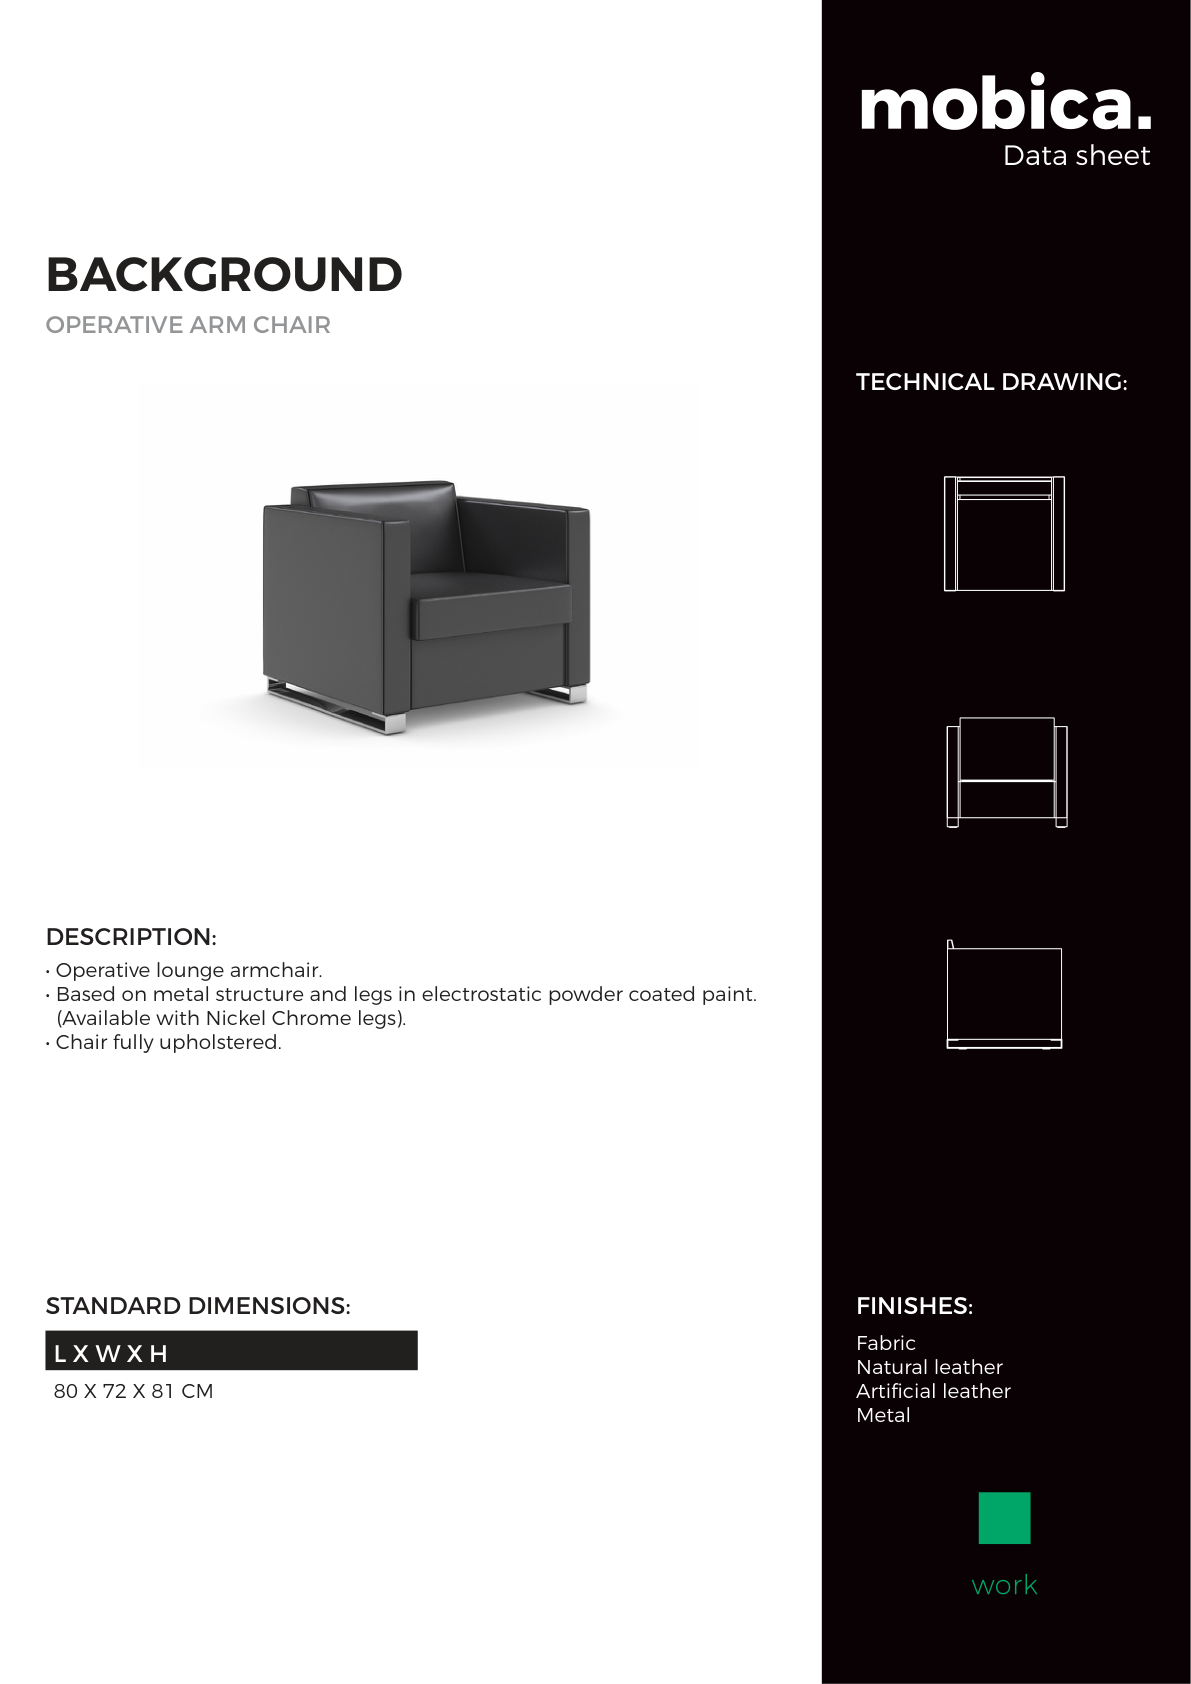 mobica.
Data sheet
BACKGROUND
OPERATIVE ARM CHAIR
TECHNICAL DRAWING:
DESCRIPTION:
• Operative lounge armchair.
• Based on metal structure and legs in electrostatic powder coated paint.
(Available with Nickel Chrome legs).
• Chair fully upholstered.
STANDARD DIMENSIONS:
L X W X H
80 X 72 X 81 CM
FINISHES:
Fabric
Natural leather
Artificial leather
Metal
work